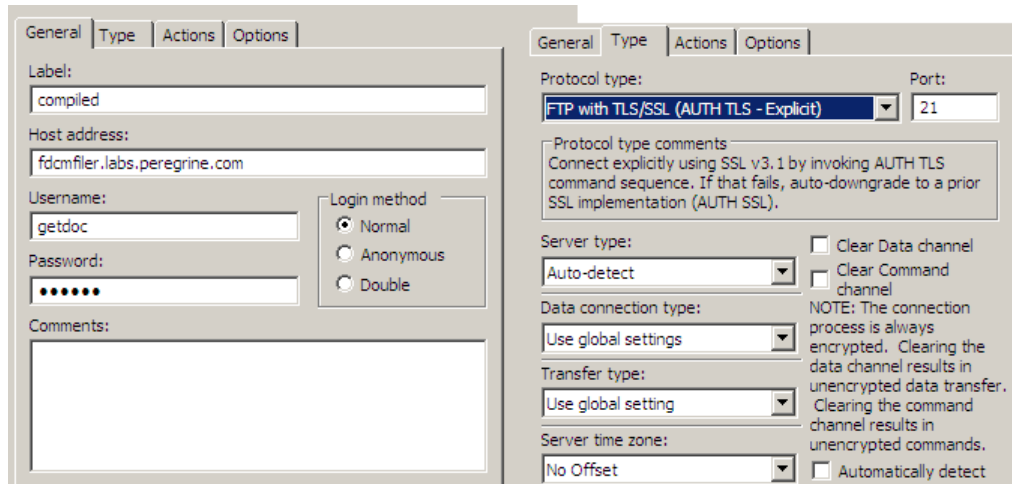 General Type Actions Options
Label:
compiled
Host address:
fdcmfiler.labs.peregrine.com
Username:
getdoc
Login method
Normal
Anonymous
Double
Password:
●●●●●●
Comments:
General Type Actions Options
Protocol type: Port:
FTP with TLS/SSL (AUTH TLS - Explicit) 21
Protocol type comments
Connect explicitly using SSL v3.1 by invoking AUTH TLS
command sequence. If that fails, auto-downgrade to a prior
SSL implementation (AUTH SSL).
Server type:
Auto-detect
Data connection type:
Use global settings
Transfer type:
Use global setting
Server time zone:
No Offset
Clear Data channel
Clear Command
channel
NOTE: The connection
process is always
encrypted. Clearing the
data channel results in
unencrypted data transfer.
Clearing the command
channel results in
unencrypted commands.
Automatically detect